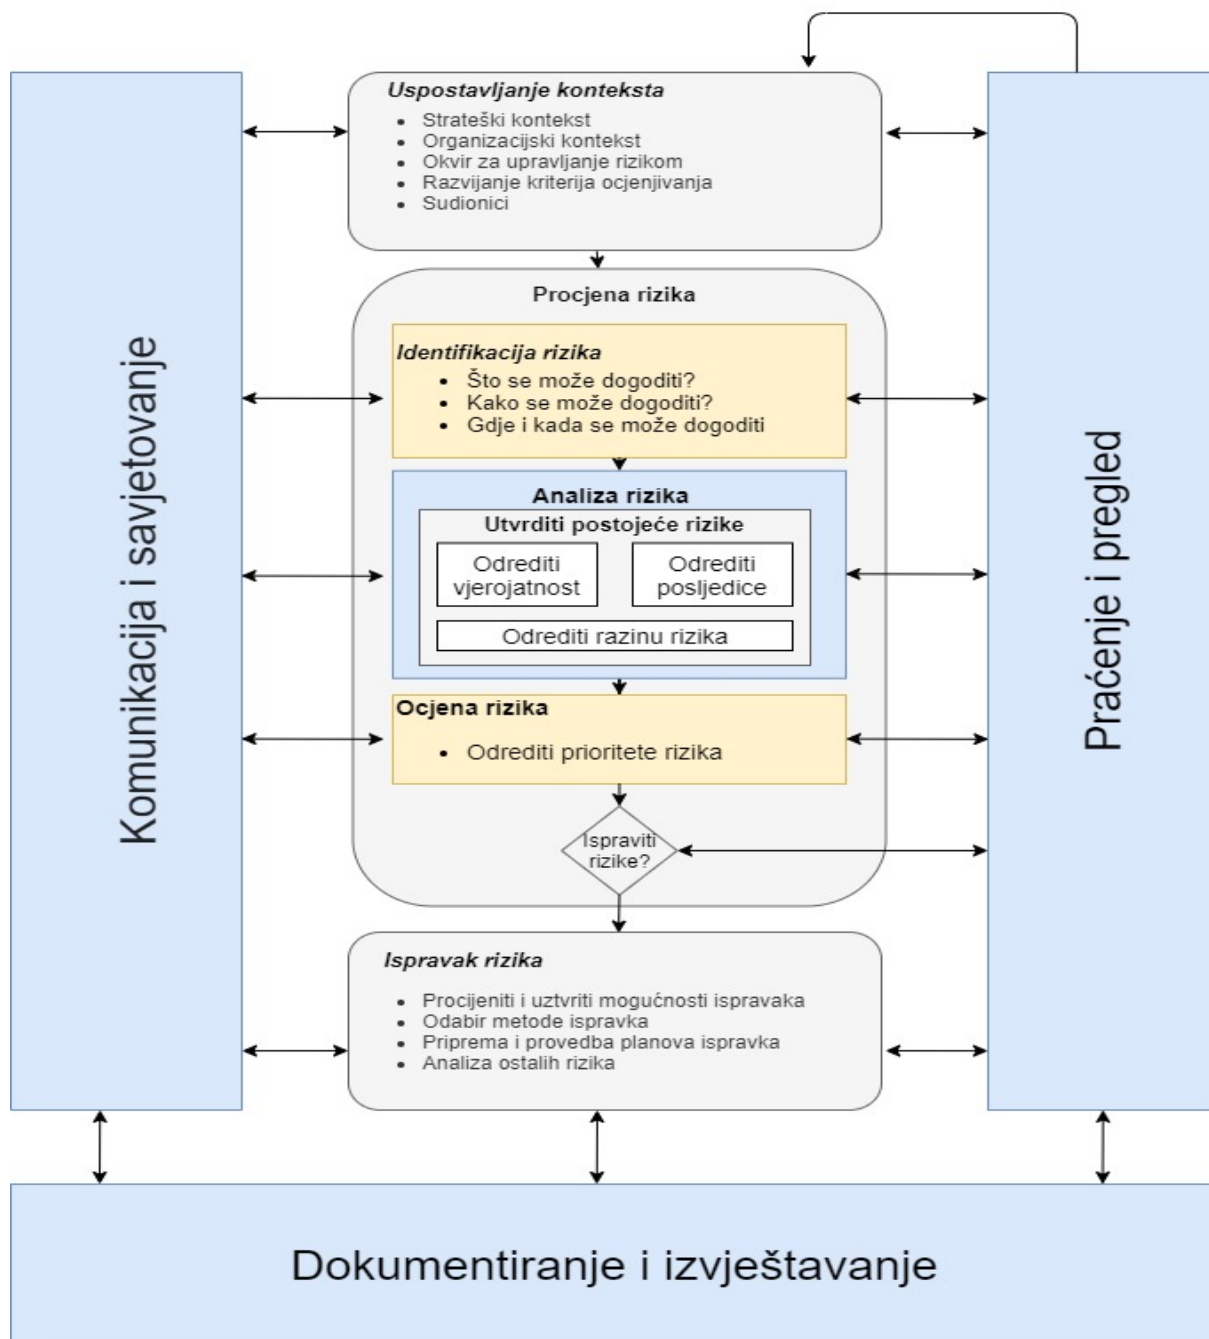 Uspostavljanje konteksta
Strateški kontekst
Organizacijski kontekst
Okvir za upravljanje rizikom
Razvijanje kriterija ocjenjivanja
Sudionici
Komunikacija i savjetovanje
Procjena rizika
Identifikacija rizika
Što se može dogoditi?
Kako se može dogoditi?
Gdje i kada se može dogoditi
Analiza rizika
Utvrditi postojeće rizike
Odrediti
vjerojatnost
Odrediti
posljedice
Odrediti razinu rizika
Ocjena rizika
Odrediti prioritete rizika
Ispraviti
rizike?
Praćenje i pregled
Ispravak rizika
Procijeniti i uztvriti mogućnosti ispravaka
Odabir metode ispravka
Priprema i provedba planova ispravka
Analiza ostalih rizika
Dokumentiranje i izvještavanje